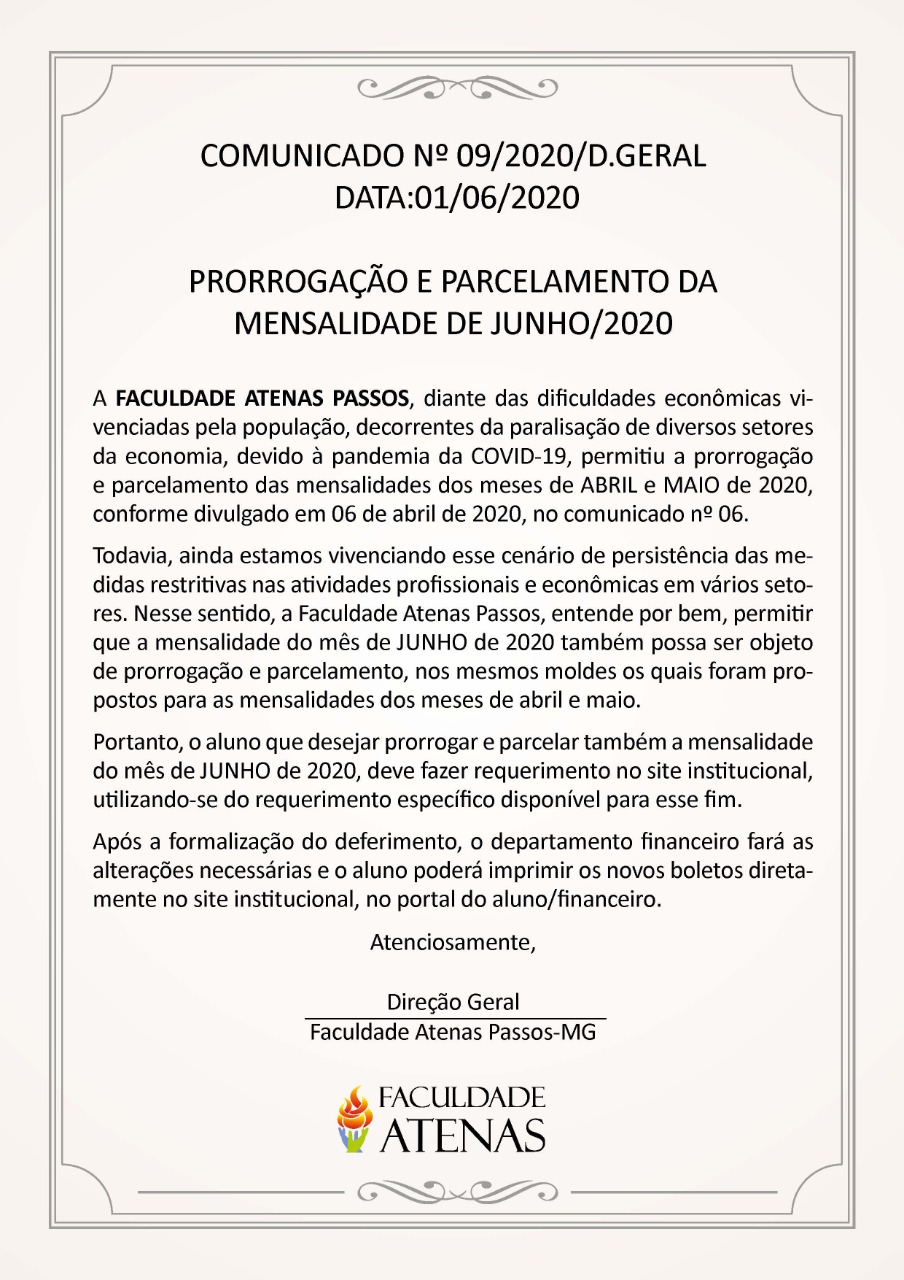 COMUNICADO Nº 09/2020/D.GERAL
DATA:01/06/2020
PRORROGAÇÃO E PARCELAMENTO DA
MENSALIDADE DE JUNHO/2020
A FACULDADE ATENAS PASSOS, diante das dificuldades econômicas vi-
venciadas pela população, decorrentes da paralisação de diversos setores
da economia, devido à pandemia da COVID-19, permitiu a prorrogação
e parcelamento das mensalidades dos meses de ABRIL e MAIO de 2020,
conforme divulgado em 06 de abril de 2020, no comunicado nº 06.
Todavia, ainda estamos vivenciando esse cenário de persistência das me-
didas restritivas nas atividades profissionais e econômicas em vários seto-
res. Nesse sentido, a Faculdade Atenas Passos, entende por bem, permitir
que a mensalidade do mês de JUNHO de 2020 também possa ser objeto
de prorrogação e parcelamento, nos mesmos moldes os quais foram pro-
postos para as mensalidades dos meses de abril e maio.
Portanto, o aluno que desejar prorrogar e parcelar também a mensalidade
do mês de JUNHO de 2020, deve fazer requerimento no site institucional,
utilizando-se do requerimento específico disponível para esse fim.
Após a formalização do deferimento, o departamento financeiro fará as
alterações necessárias e o aluno poderá imprimir os novos boletos direta-
mente no site institucional, no portal do aluno/financeiro.
Atenciosamente,
Direção Geral
Faculdade Atenas Passos-MG
FACULDADE
ATENAS